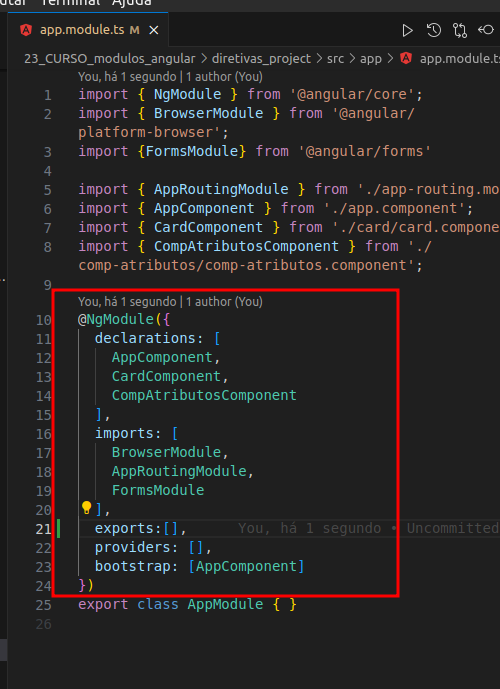 Terminal Ajuda
app.module.ts M
23_CURSO_modulos_angular > diretivas_project > src > app > app.module.ts
You, há 1 segundo | 1 author (You)
1 import { NgModule } from '@angular/core';
2 import { BrowserModule } from '@angular/
platform-browser';
3 import {FormsModule} from '@angular/forms'
4
5 import { AppRoutingModule } from './app-routing.mo
6 import { AppComponent } from './app.component';
7 import { CardComponent } from './card/card.compone
8 import { CompAtributosComponent } from './
comp-atributos/comp-atributos.component';
9
You, há 1 segundo | 1 author (You)
10 @NgModule({
11 declarations: [
12 AppComponent,
13 CardComponent,
14 CompAtributosComponent
15 ],
16 imports: [
17 BrowserModule,
18 AppRoutingModule,
19 FormsModule
20 ],
21 exports:[], You, há 1 segundo • Uncommitted
22 providers: [],
23 bootstrap: [AppComponent]
24 })
25 export class AppModule { }
26